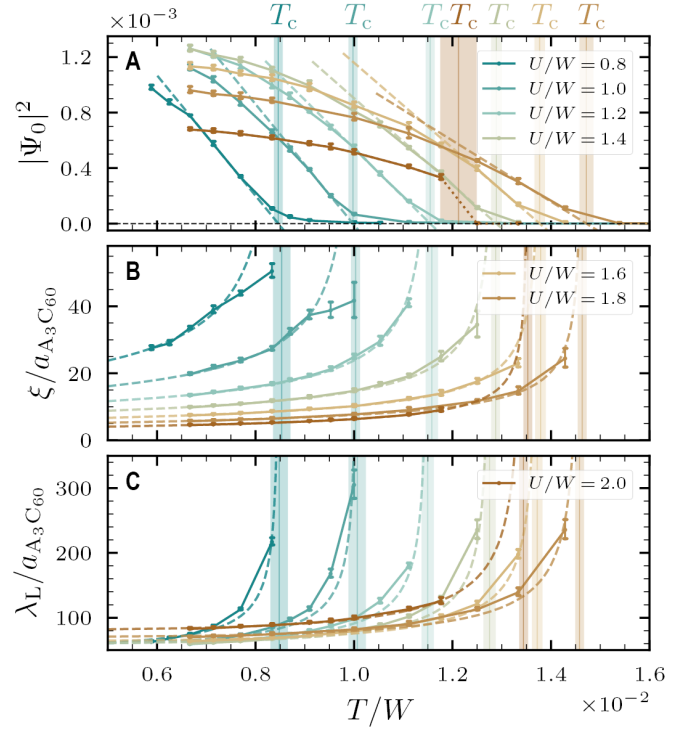 ×10⁻³ T_c T_c T_c T_c T_c T_c T_c
A
|Ψ₀|²
1.2
0.8
0.4
0.0
U/W = 0.8
U/W = 1.0
U/W = 1.2
U/W = 1.4
B
ξ/a_{A₃C₆₀}
40
20
0
U/W = 1.6
U/W = 1.8
C
λ_L/a_{A₃C₆₀}
300
200
100
U/W = 2.0
0.6 0.8 1.0 1.2 1.4 1.6
T/W ×10⁻²